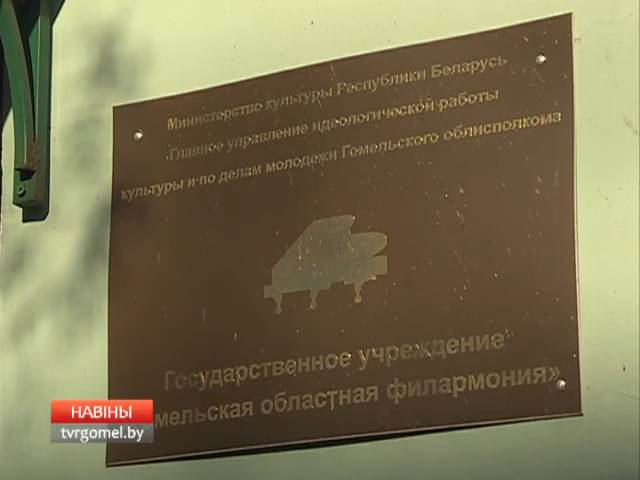 Министерство культуры Республики Беларусь
Главное управление идеологической работы
культуры и по делам молодежи Гомельского облисполкома
Государственное учреждение
мельская областная филармония»
НАВІНЫ
tvrgomel.by